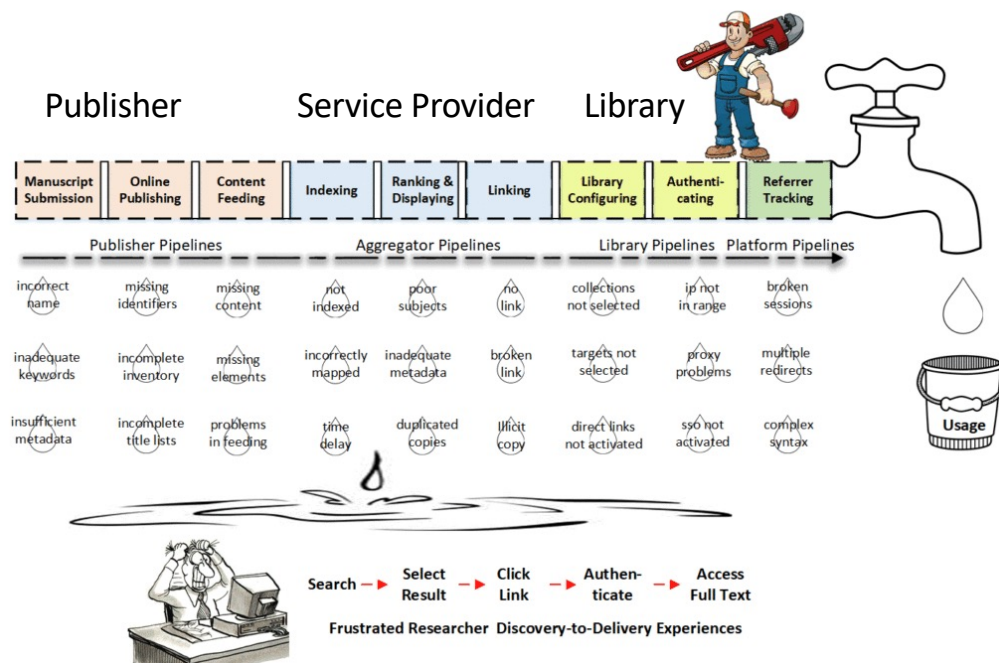 Publisher
Service Provider
Library
Manuscript
Submission
Online
Publishing
Content
Feeding
Indexing
Ranking &
Displaying
Linking
Library
Configuring
Authenti-
cating
Referrer
Tracking
Publisher Pipelines
Aggregator Pipelines
Library Pipelines
Platform Pipelines
incorrect
name
missing
identifiers
missing
content
not
indexed
poor
subjects
no
link
collections
not selected
ip not
in range
broken
sessions
inadequate
keywords
incomplete
inventory
missing
elements
incorrectly
mapped
inadequate
metadata
broken
link
targets not
selected
proxy
problems
multiple
redirects
insufficient
metadata
incomplete
title lists
problems
in feeding
time
delay
duplicated
copies
Illicit
copy
direct links
not activated
sso not
activated
complex
syntax
Usage
Search
Select
Result
Click
Link
Authen-
ticate
Access
Full Text
Frustrated Researcher Discovery-to-Delivery Experiences